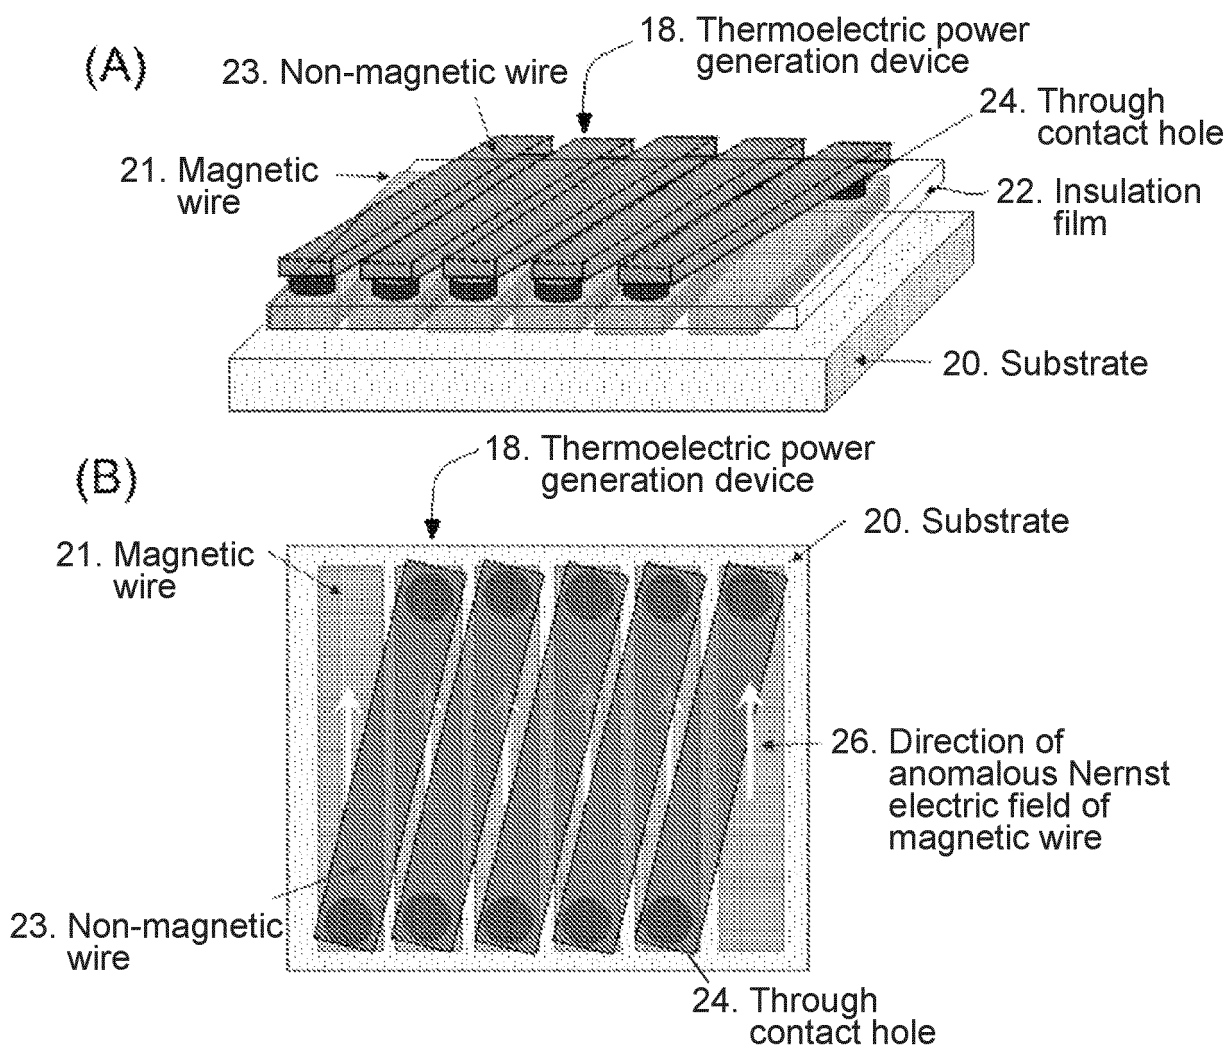 (A)
18. Thermoelectric power
generation device
23. Non-magnetic wire
24. Through
contact hole
21. Magnetic
wire
22. Insulation
film
20. Substrate
(B)
18. Thermoelectric power
generation device
20. Substrate
21. Magnetic
wire
26. Direction of
anomalous Nernst
electric field of
magnetic wire
23. Non-magnetic
wire
24. Through
contact hole